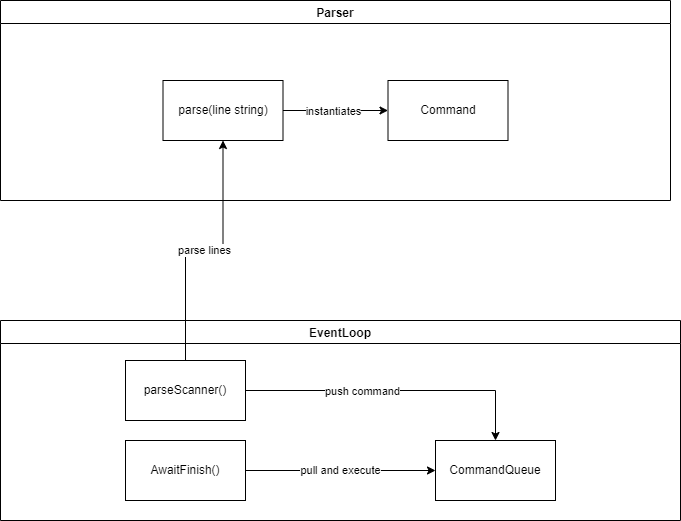 Parser
parse(line string)
instantiates
Command
parse lines
EventLoop
parseScanner()
push command
AwaitFinish()
pull and execute
CommandQueue